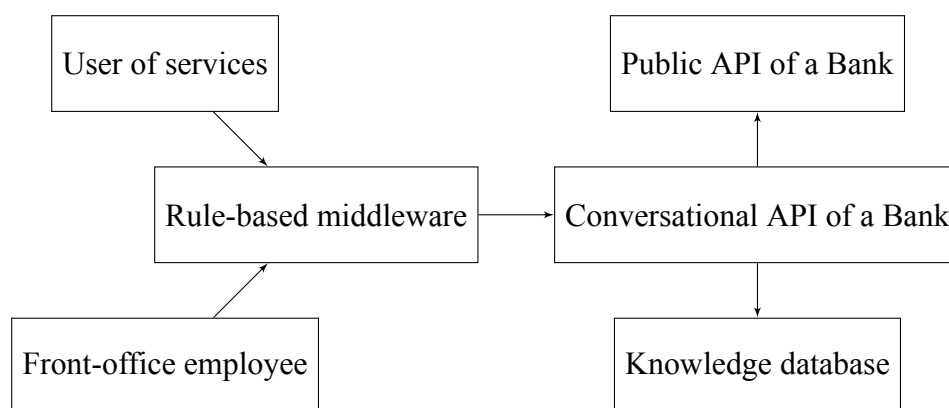 User of services
Public API of a Bank
Rule-based middleware
Conversational API of a Bank
Front-office employee
Knowledge database